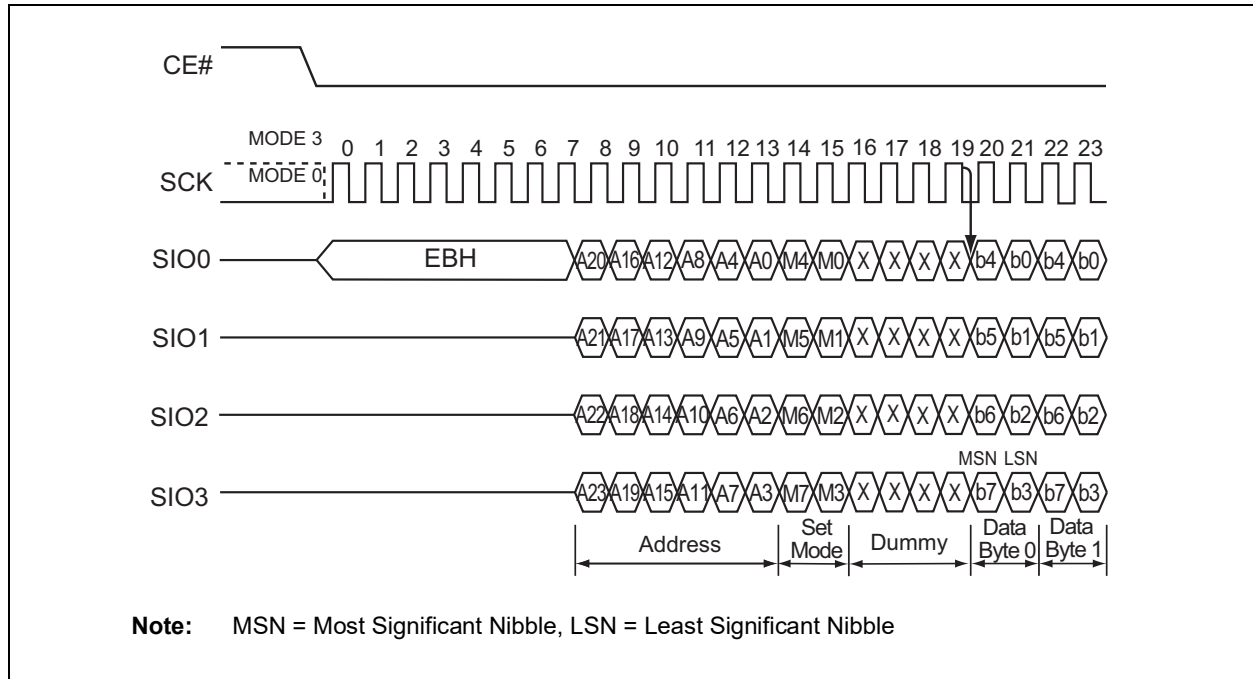 CE#
MODE 3
0 1 2 3 4 5 6 7 8 9 10 11 12 13 14 15 16 17 18 19 20 21 22 23
SCK
MODE 0
SIO0 EBH A20 A16 A12 A8 A4 A0 M4 M0 X X X X b4 b0 b4 b0
SIO1 A21 A17 A13 A9 A5 A1 M5 M1 X X X X b5 b1 b5 b1
SIO2 A22 A18 A14 A10 A6 A2 M6 M2 X X X X b6 b2 b6 b2
MSN LSN
SIO3 A23 A19 A15 A11 A7 A3 M7 M3 X X X X b7 b3 b7 b3
Address
Set
Mode
Dummy
Data
Byte 0
Data
Byte 1
Note: MSN = Most Significant Nibble, LSN = Least Significant Nibble